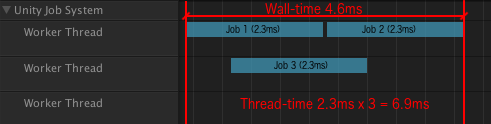 Unity Job System
Wall-time 4.6ms
Worker Thread
Job 1 (2.3ms)
Job 2 (2.3ms)
Worker Thread
Job 3 (2.3ms)
Worker Thread
Thread-time 2.3ms x 3 = 6.9ms